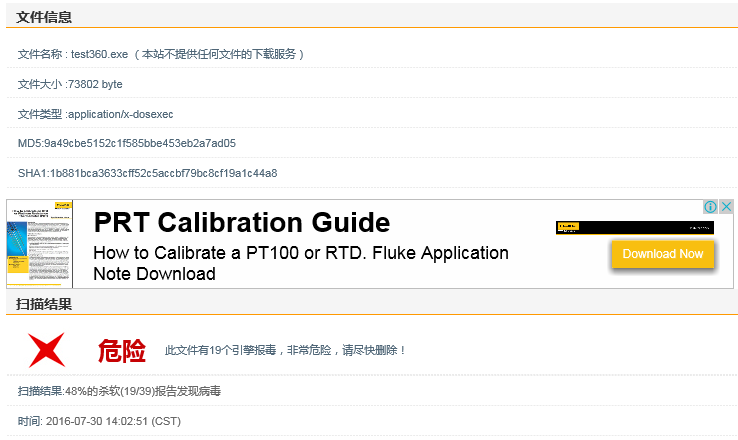 文件信息
文件名称 : test360.exe （本站不提供任何文件的下载服务）
文件大小 :73802 byte
文件类型 :application/x-dosexec
MD5:9a49cbe5152c1f585bbe453eb2a7ad05
SHA1:1b881bca3633cff52c5accbf79bc8cf19a1c44a8
PRT Calibration Guide
How to Calibrate a PT100 or RTD. Fluke Application
Note Download
Download Now
扫描结果
危险
此文件有19个引擎报毒，非常危险，请尽快删除！
扫描结果:48%的杀软(19/39)报告发现病毒
时间: 2016-07-30 14:02:51 (CST)